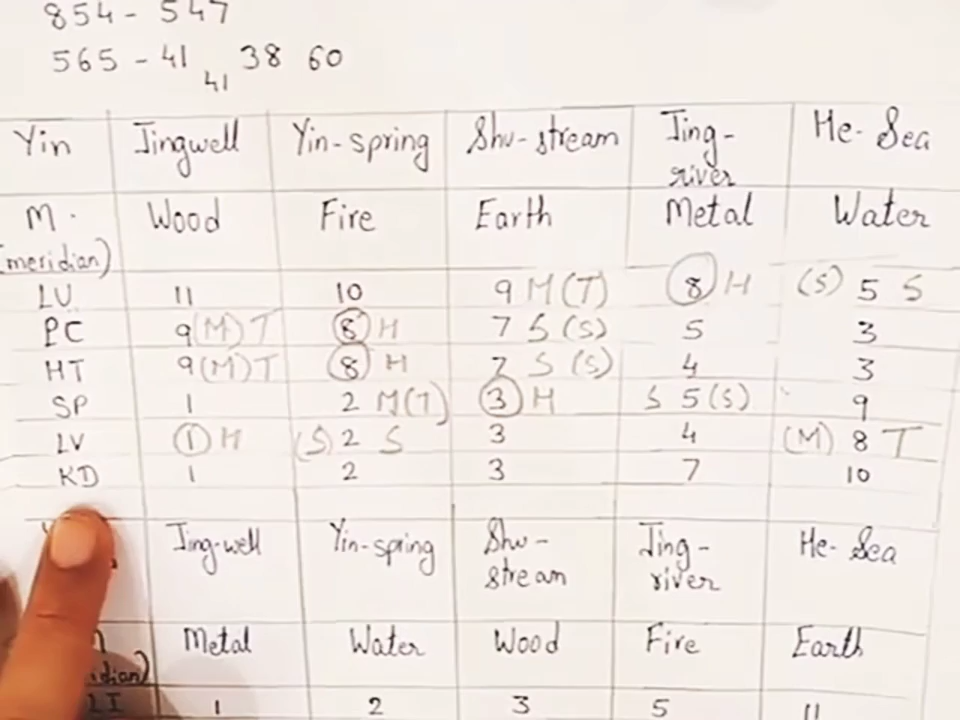 854 - 547
565 - 41 38 60
41
Yin Jingwell Yin-spring Shu-stream Jing-river He-Sea
M. Wood Fire Earth Metal Water
(meridian)
LU 11 10 9 M(T) 8 H (S) 5 S
PC 9(M)T 8 H 7 S (S) 5 3
HT 9(M)T 8 H 7 S (S) 4 3
SP 1 2 M(T) 3 H S 5(S) 9
LV 1 H (S) 2 S 3 4 (M) 8 T
KD 1 2 3 7 10
Jing-well Yin-spring Shu-stream Jing-river He-Sea
Metal Water Wood Fire Earth
LI 1 2 3 5 11